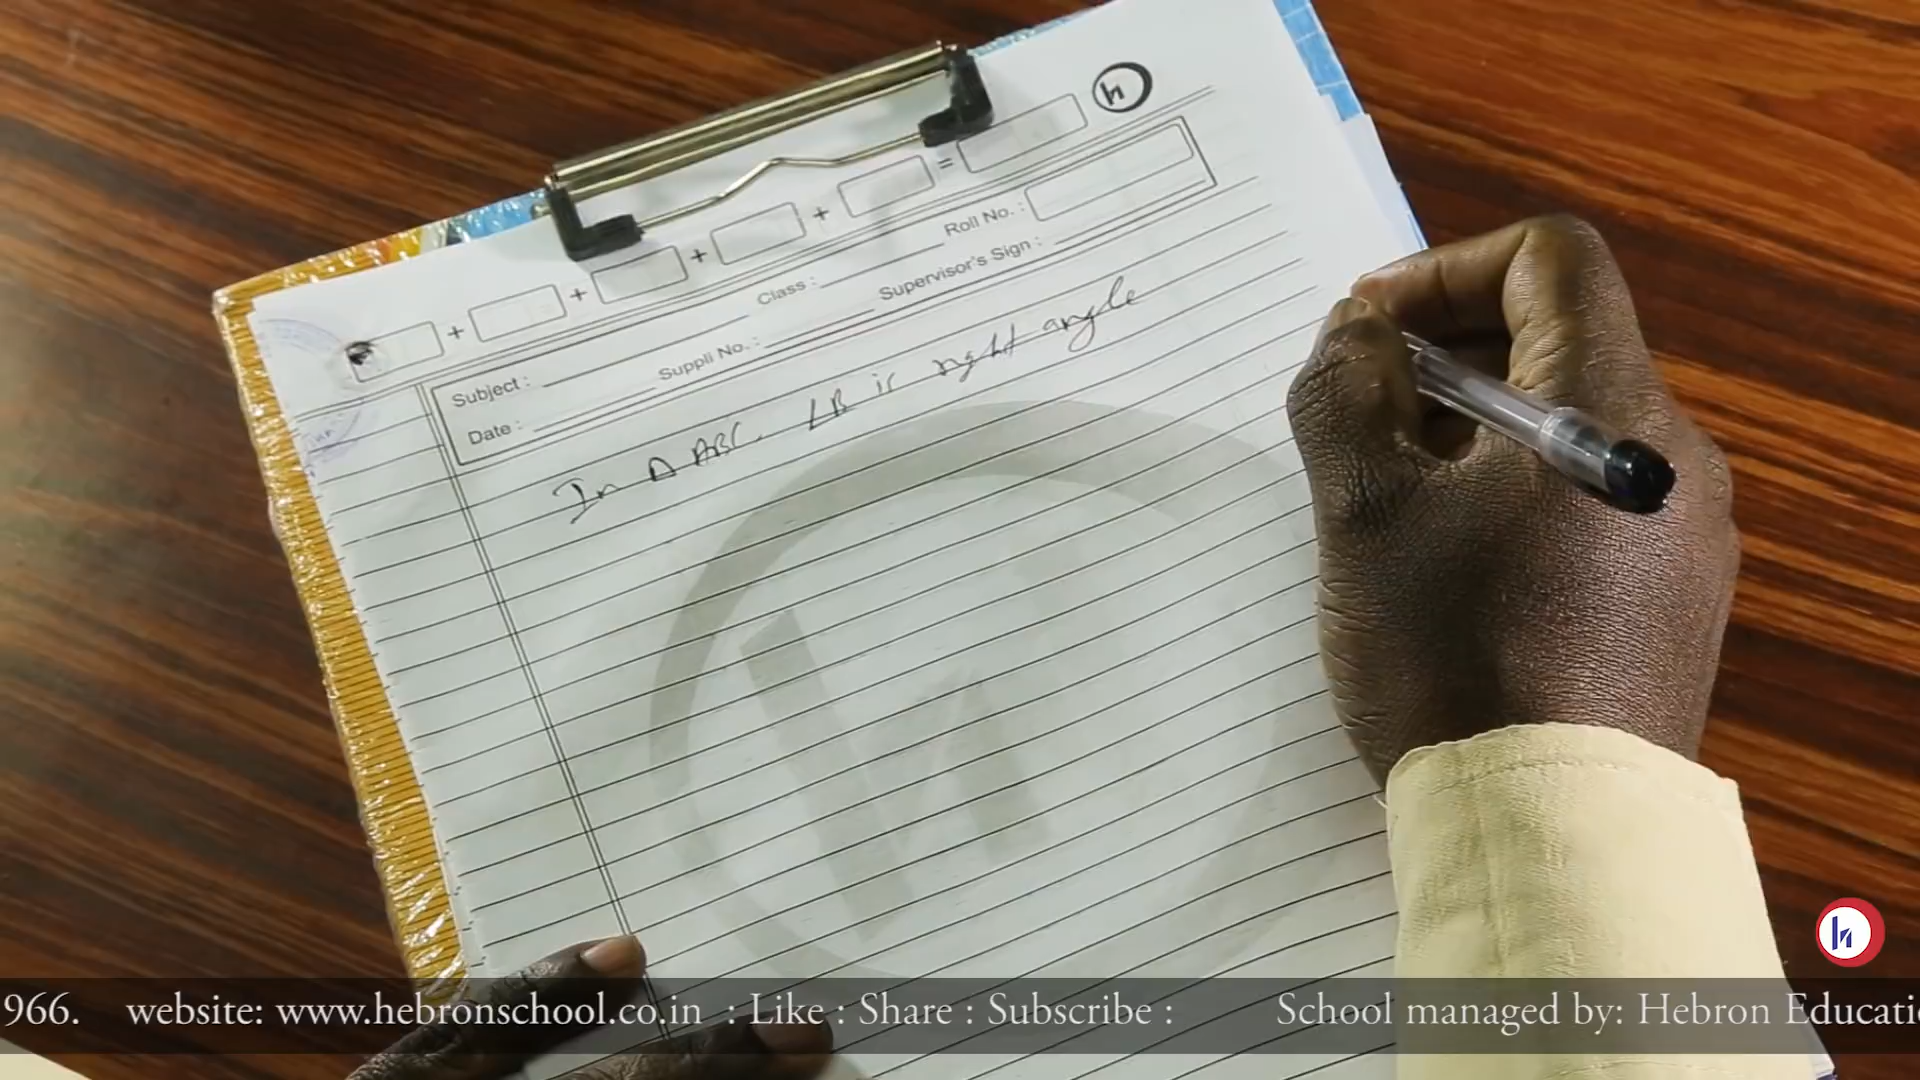 + + + + =
Subject : Class : Roll No. :
Date : Suppli No. : Supervisor's Sign :
In Δ ABC. ∠B is right angle
966. website: www.hebronschool.co.in : Like : Share : Subscribe : School managed by: Hebron Educati